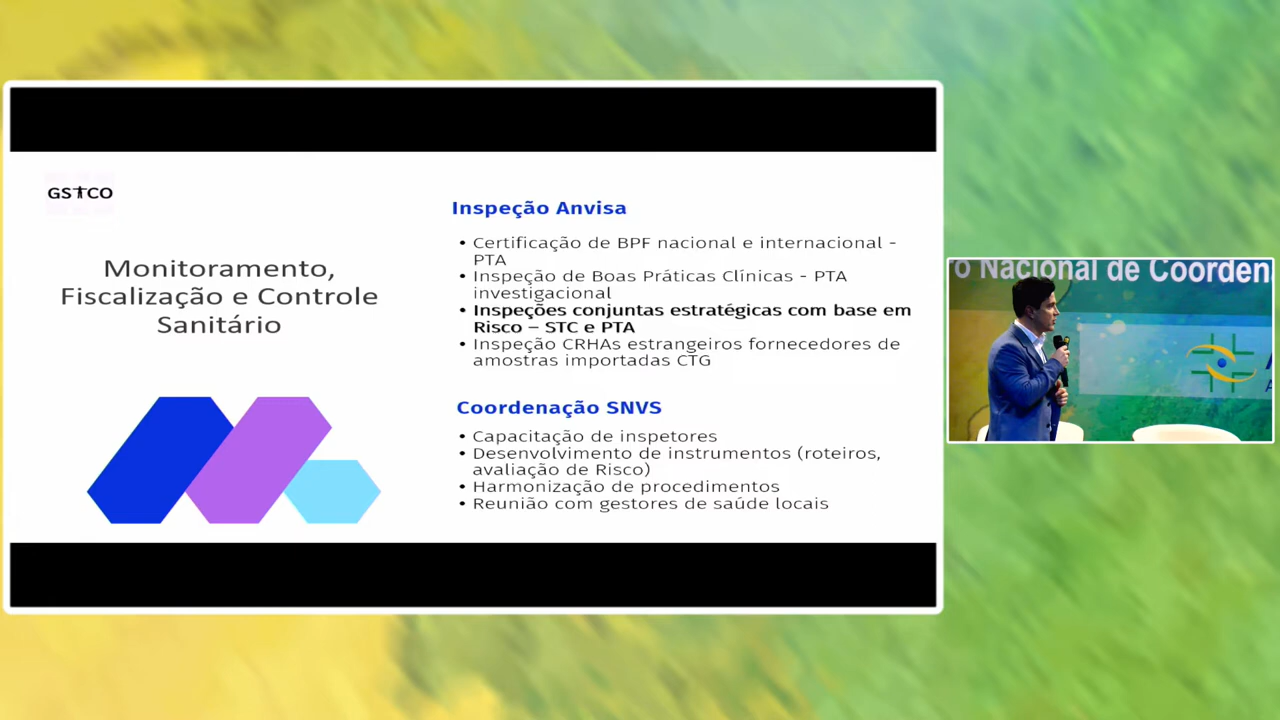 GSTCO
Monitoramento,
Fiscalização e Controle
Sanitário
Inspeção Anvisa
• Certificação de BPF nacional e internacional -
PTA
• Inspeção de Boas Práticas Clínicas - PTA
investigacional
• Inspeções conjuntas estratégicas com base em
Risco – STC e PTA
• Inspeção CRHAs estrangeiros fornecedores de
amostras importadas CTG
Coordenação SNVS
• Capacitação de inspetores
• Desenvolvimento de instrumentos (roteiros,
avaliação de Risco)
• Harmonização de procedimentos
• Reunião com gestores de saúde locais
o Nacional de Coorden